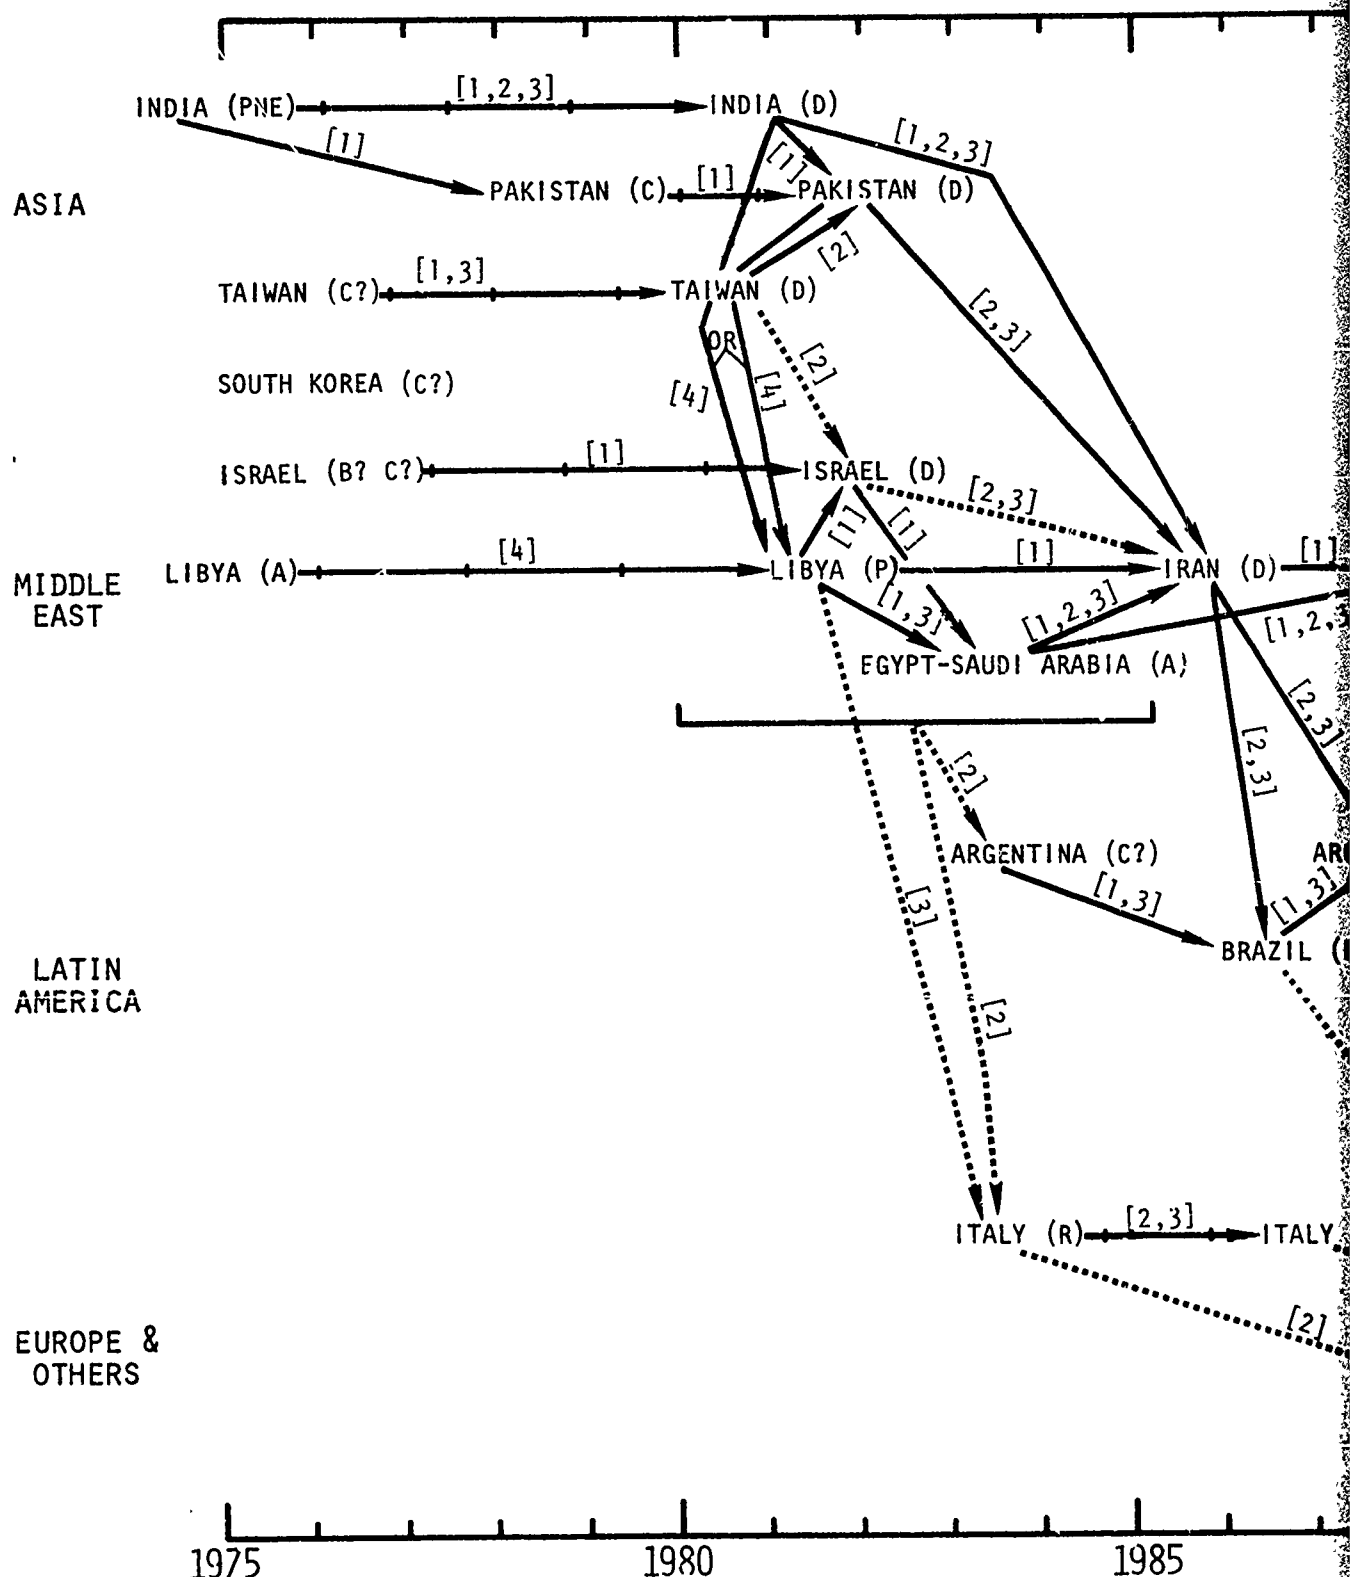 [1,2,3]
INDIA (PNE) INDIA (D)
[1] [1] [1,2,3]
ASIA PAKISTAN (C) [1] PAKISTAN (D)
[2]
[1,3]
TAIWAN (C?) TAIWAN (D)
[2,3]
OR
[2]
SOUTH KOREA (C?) [4] [4]
[1]
ISRAEL (B? C?) ISRAEL (D)
[2,3]
[1] [1]
[4] [1] [1]
LIBYA (A) LIBYA (P) IRAN (D)
MIDDLE
EAST
[1,3] [1,2,3] [1,2,
EGYPT-SAUDI ARABIA (A)
[2,3]
[2] [2,3]
ARGENTINA (C?) AR
[1,3] [1,3]
[3]
BRAZIL (
LATIN
AMERICA
[2]
[2,3]
ITALY (R) ITALY
[2]
EUROPE &
OTHERS
1975 1980 1985